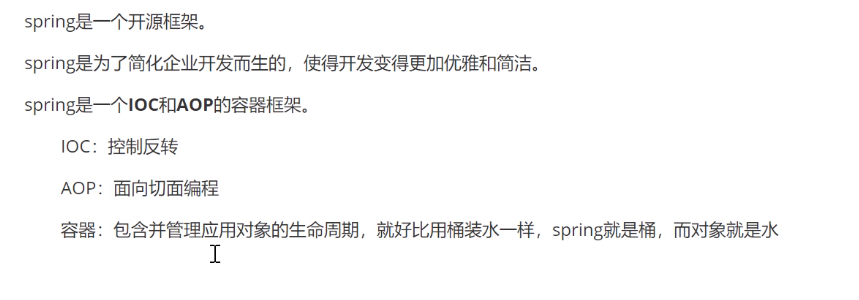 spring是一个开源框架。
spring是为了简化企业开发而生的，使得开发变得更加优雅和简洁。
spring是一个IOC和AOP的容器框架。
IOC：控制反转
AOP：面向切面编程
容器：包含并管理应用对象的生命周期，就好比用桶装水一样，spring就是桶，而对象就是水